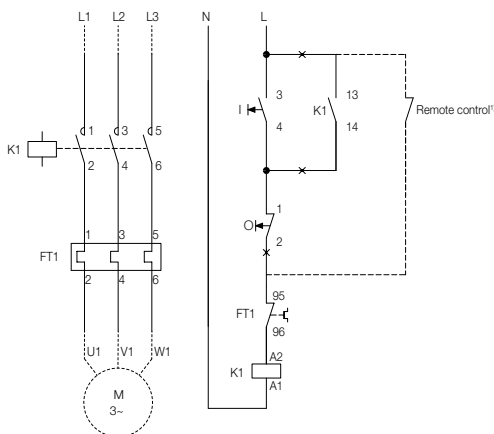 L1 L2 L3 N L
3 13
I K1 Remote control¹⁾
4 14
1 3 5
K1
2 4 6
1
O
2
1 3 5
FT1
2 4 6
95
FT1
96
U1 V1 W1
A2
K1
A1
M
3~